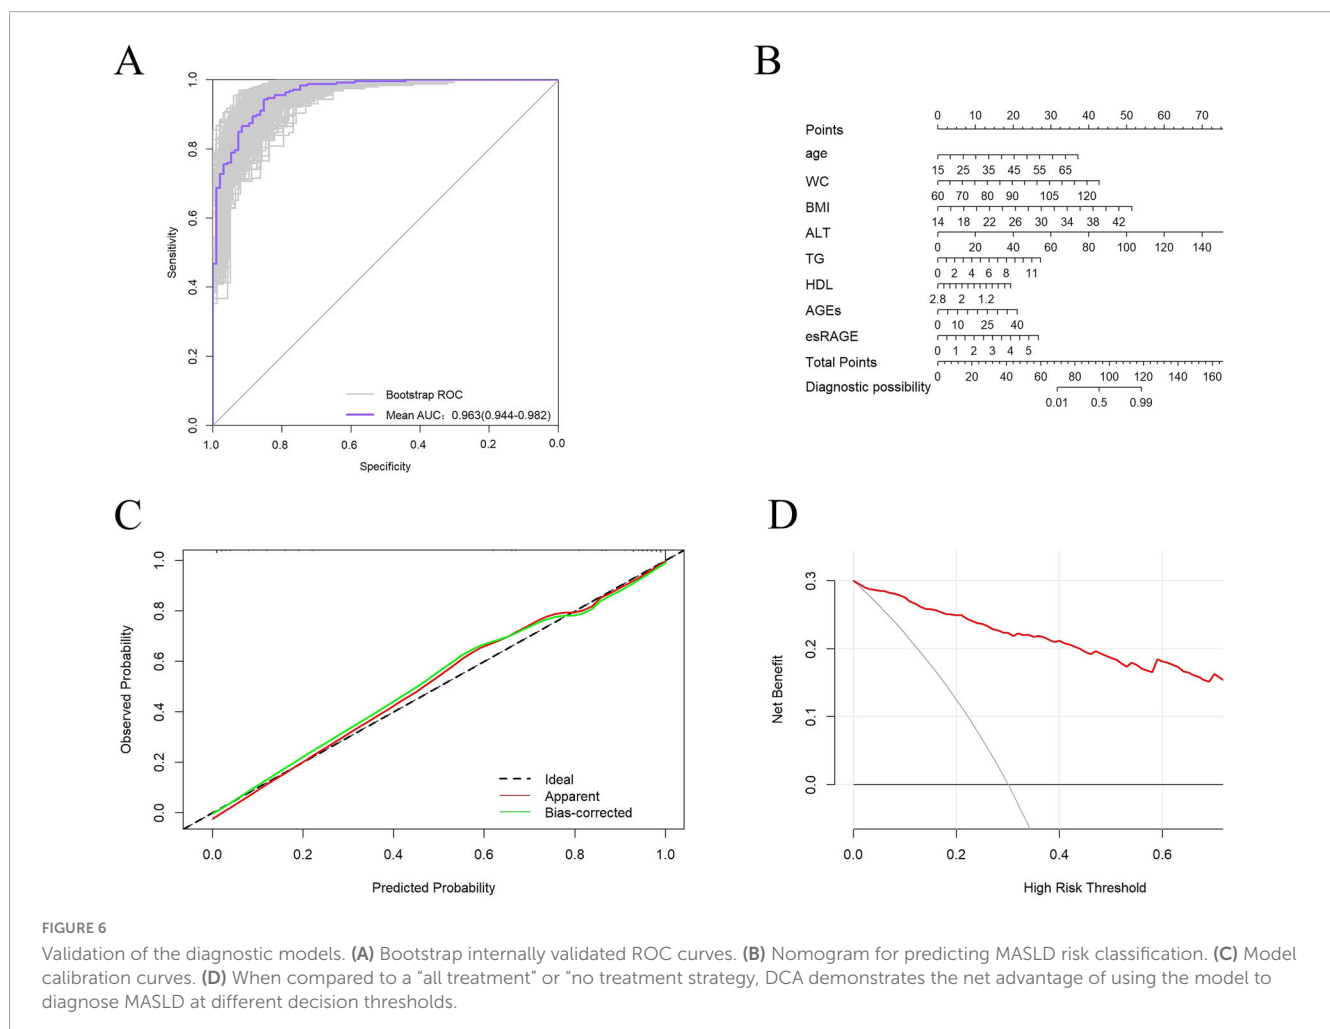 A
1.0
0.8
0.6
0.4
0.2
0.0
Sensitivity
Bootstrap ROC
Mean AUC: 0.963(0.944-0.982)
1.0 0.8 0.6 0.4 0.2 0.0
Specificity
B
Points
0 10 20 30 40 50 60 70
age
15 25 35 45 55 65
WC
60 70 80 90 105 120
BMI
14 18 22 26 30 34 38 42
ALT
0 20 40 60 80 100 120 140
TG
0 2 4 6 8 11
HDL
2.8 2 1.2
AGEs
0 10 25 40
esRAGE
0 1 2 3 4 5
Total Points
0 20 40 60 80 100 120 140 160
Diagnostic possibility
0.01 0.5 0.99
C
1.0
0.8
0.6
0.4
0.2
0.0
Observed Probability
Ideal
Apparent
Bias-corrected
0.0 0.2 0.4 0.6 0.8 1.0
Predicted Probability
D
0.3
0.2
0.1
0.0
Net Benefit
0.0 0.2 0.4 0.6
High Risk Threshold
FIGURE 6
Validation of the diagnostic models. (A) Bootstrap internally validated ROC curves. (B) Nomogram for predicting MASLD risk classification. (C) Model
calibration curves. (D) When compared to a “all treatment” or “no treatment strategy, DCA demonstrates the net advantage of using the model to
diagnose MASLD at different decision thresholds.